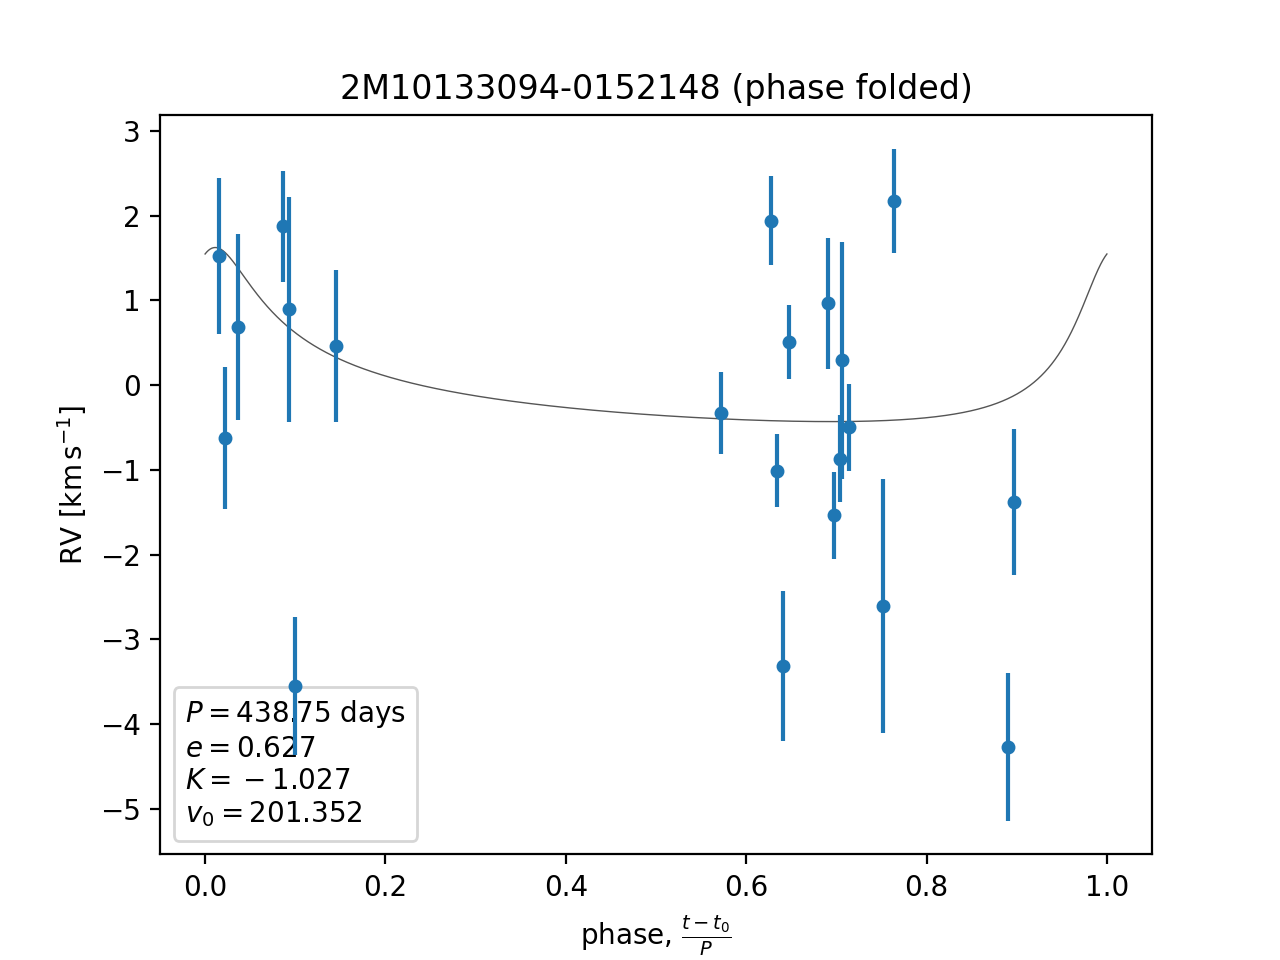 2M10133094-0152148 (phase folded)
RV [km s⁻¹]
3
2
1
0
−1
−2
−3
−4
−5
P = 438.75 days
e = 0.627
K = −1.027
v₀ = 201.352
0.0 0.2 0.4 0.6 0.8 1.0
phase, (t − t₀)/P